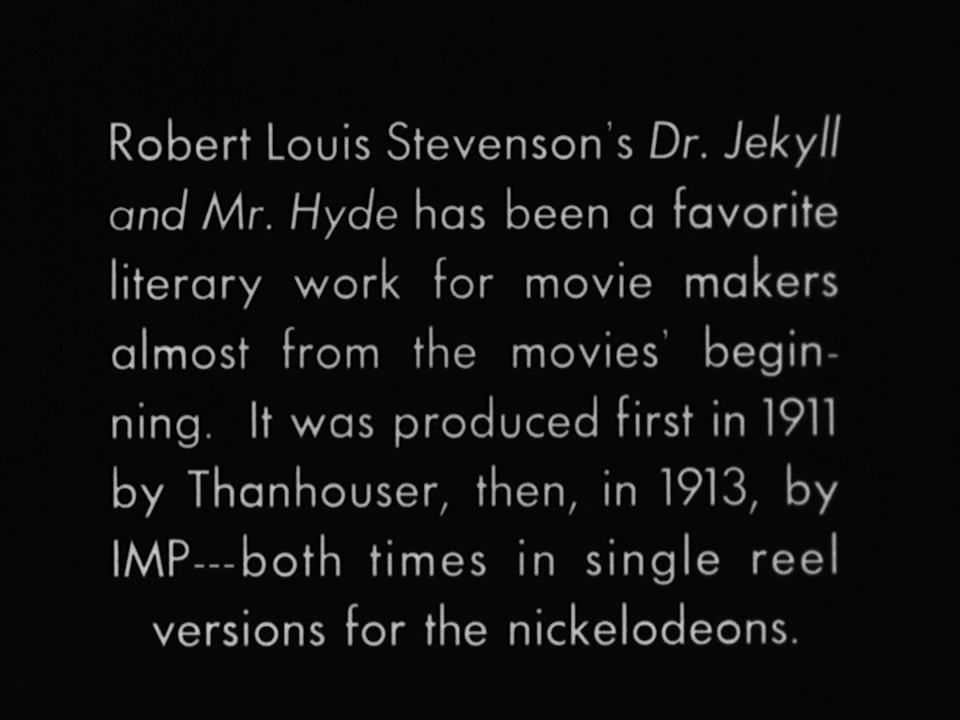 Robert Louis Stevenson's Dr. Jekyll
and Mr. Hyde has been a favorite
literary work for movie makers
almost from the movies' begin-
ning. It was produced first in 1911
by Thanhouser, then, in 1913, by
IMP---both times in single reel
versions for the nickelodeons.